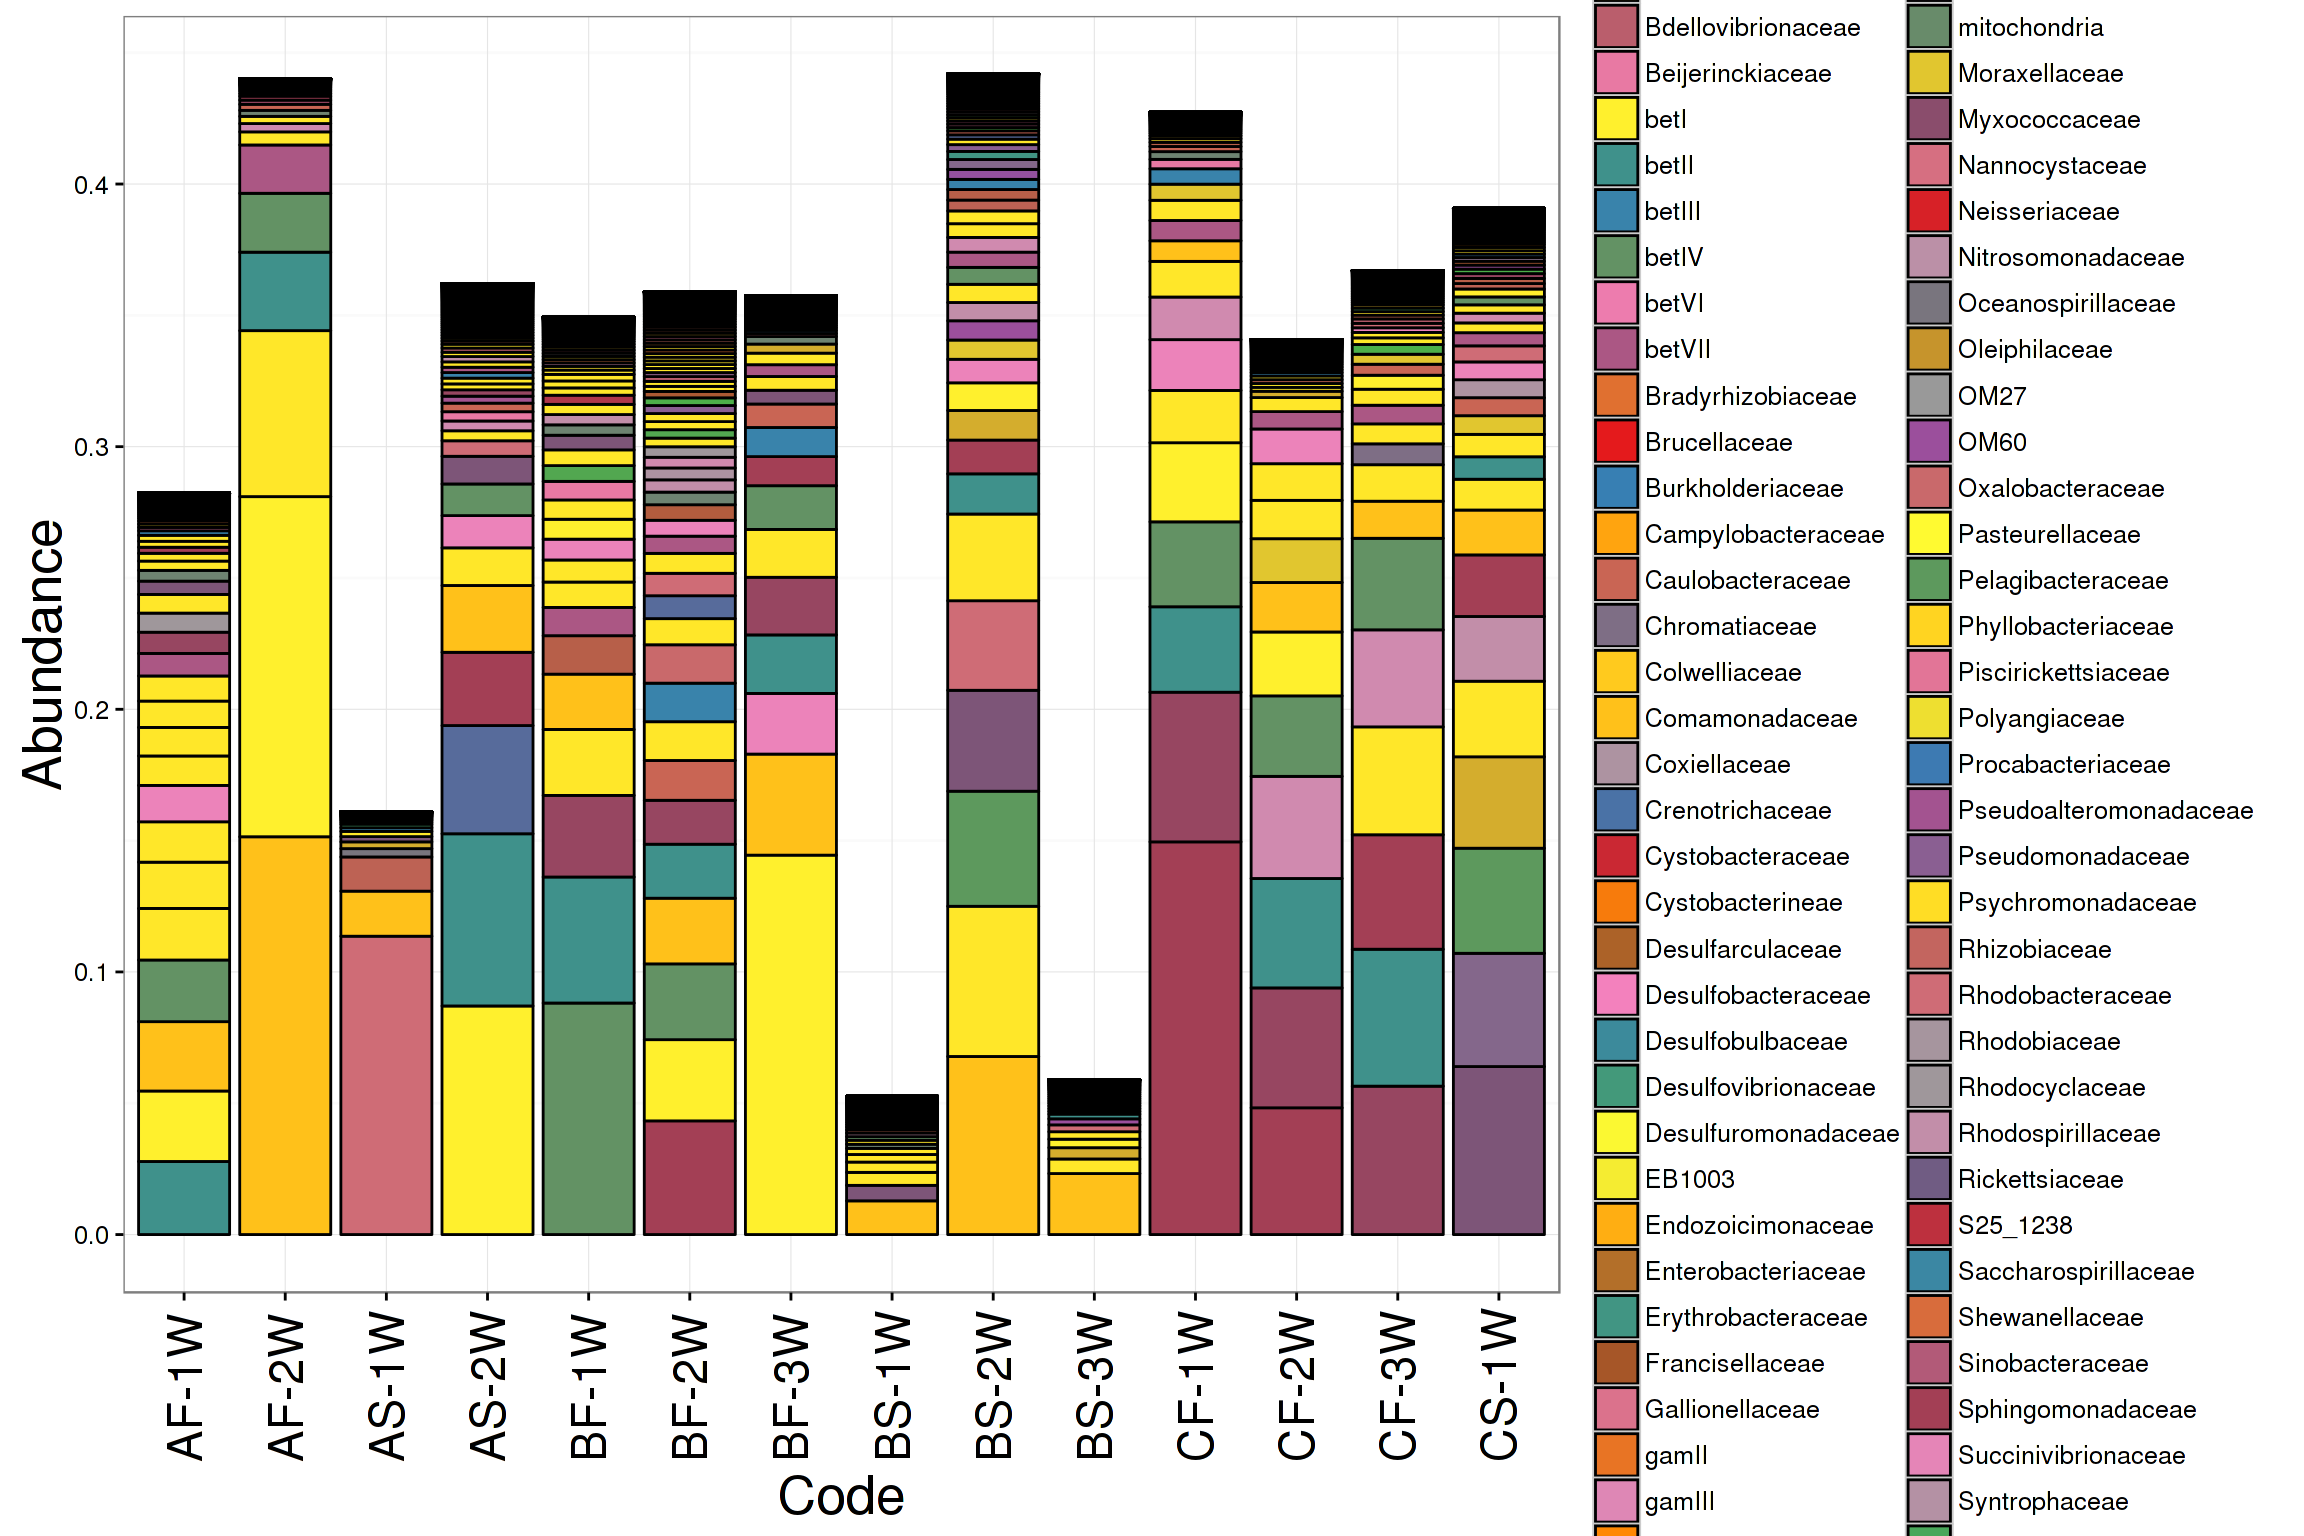 Abundance
0.4
0.3
0.2
0.1
0.0
AF-1W
AF-2W
AS-1W
AS-2W
BF-1W
BF-2W
BF-3W
BS-1W
BS-2W
BS-3W
CF-1W
CF-2W
CF-3W
CS-1W
Code
Bdellovibrionaceae
Beijerinckiaceae
betI
betII
betIII
betIV
betVI
betVII
Bradyrhizobiaceae
Brucellaceae
Burkholderiaceae
Campylobacteraceae
Caulobacteraceae
Chromatiaceae
Colwelliaceae
Comamonadaceae
Coxiellaceae
Crenotrichaceae
Cystobacteraceae
Cystobacterineae
Desulfarculaceae
Desulfobacteraceae
Desulfobulbaceae
Desulfovibrionaceae
Desulfuromonadaceae
EB1003
Endozoicimonaceae
Enterobacteriaceae
Erythrobacteraceae
Francisellaceae
Gallionellaceae
gamII
gamIII
mitochondria
Moraxellaceae
Myxococcaceae
Nannocystaceae
Neisseriaceae
Nitrosomonadaceae
Oceanospirillaceae
Oleiphilaceae
OM27
OM60
Oxalobacteraceae
Pasteurellaceae
Pelagibacteraceae
Phyllobacteriaceae
Piscirickettsiaceae
Polyangiaceae
Procabacteriaceae
Pseudoalteromonadaceae
Pseudomonadaceae
Psychromonadaceae
Rhizobiaceae
Rhodobacteraceae
Rhodobiaceae
Rhodocyclaceae
Rhodospirillaceae
Rickettsiaceae
S25_1238
Saccharospirillaceae
Shewanellaceae
Sinobacteraceae
Sphingomonadaceae
Succinivibrionaceae
Syntrophaceae